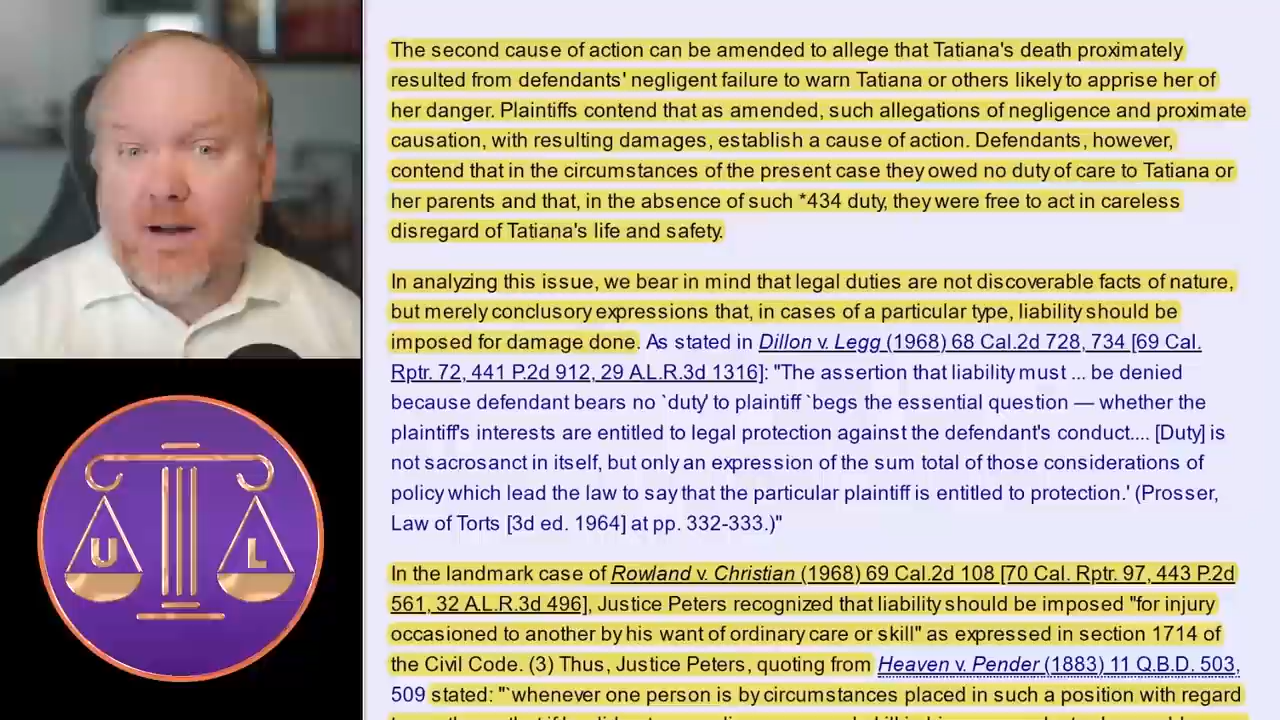 The second cause of action can be amended to allege that Tatiana's death proximately
resulted from defendants' negligent failure to warn Tatiana or others likely to apprise her of
her danger. Plaintiffs contend that as amended, such allegations of negligence and proximate
causation, with resulting damages, establish a cause of action. Defendants, however,
contend that in the circumstances of the present case they owed no duty of care to Tatiana or
her parents and that, in the absence of such *434 duty, they were free to act in careless
disregard of Tatiana's life and safety.
In analyzing this issue, we bear in mind that legal duties are not discoverable facts of nature,
but merely conclusory expressions that, in cases of a particular type, liability should be
imposed for damage done. As stated in Dillon v. Legg (1968) 68 Cal.2d 728, 734 [69 Cal.
Rptr. 72, 441 P.2d 912, 29 A.L.R.3d 1316]: "The assertion that liability must ... be denied
because defendant bears no `duty' to plaintiff `begs the essential question — whether the
plaintiff's interests are entitled to legal protection against the defendant's conduct.... [Duty] is
not sacrosanct in itself, but only an expression of the sum total of those considerations of
policy which lead the law to say that the particular plaintiff is entitled to protection.' (Prosser,
Law of Torts [3d ed. 1964] at pp. 332-333.)"
In the landmark case of Rowland v. Christian (1968) 69 Cal.2d 108 [70 Cal. Rptr. 97, 443 P.2d
561, 32 A.L.R.3d 496], Justice Peters recognized that liability should be imposed "for injury
occasioned to another by his want of ordinary care or skill" as expressed in section 1714 of
the Civil Code. (3) Thus, Justice Peters, quoting from Heaven v. Pender (1883) 11 Q.B.D. 503,
509 stated: "`whenever one person is by circumstances placed in such a position with regard
U L